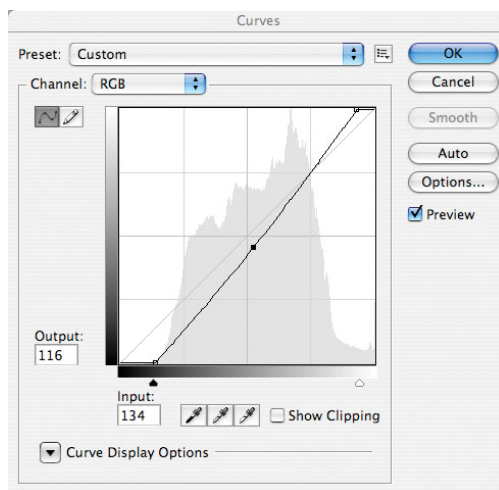 Curves
Preset: Custom
OK
Channel: RGB
Cancel
Smooth
Auto
Options...
Preview
Output:
116
Input:
134
Show Clipping
Curve Display Options